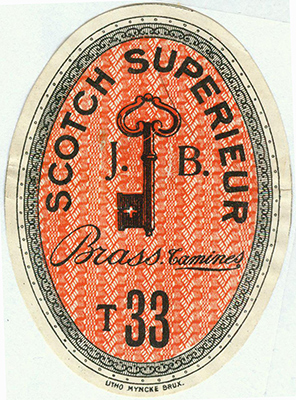 SCOTCH SUPERIEUR
J. B.
Brass. Tamines
T 33
LITHO MYNCKE BRUX.